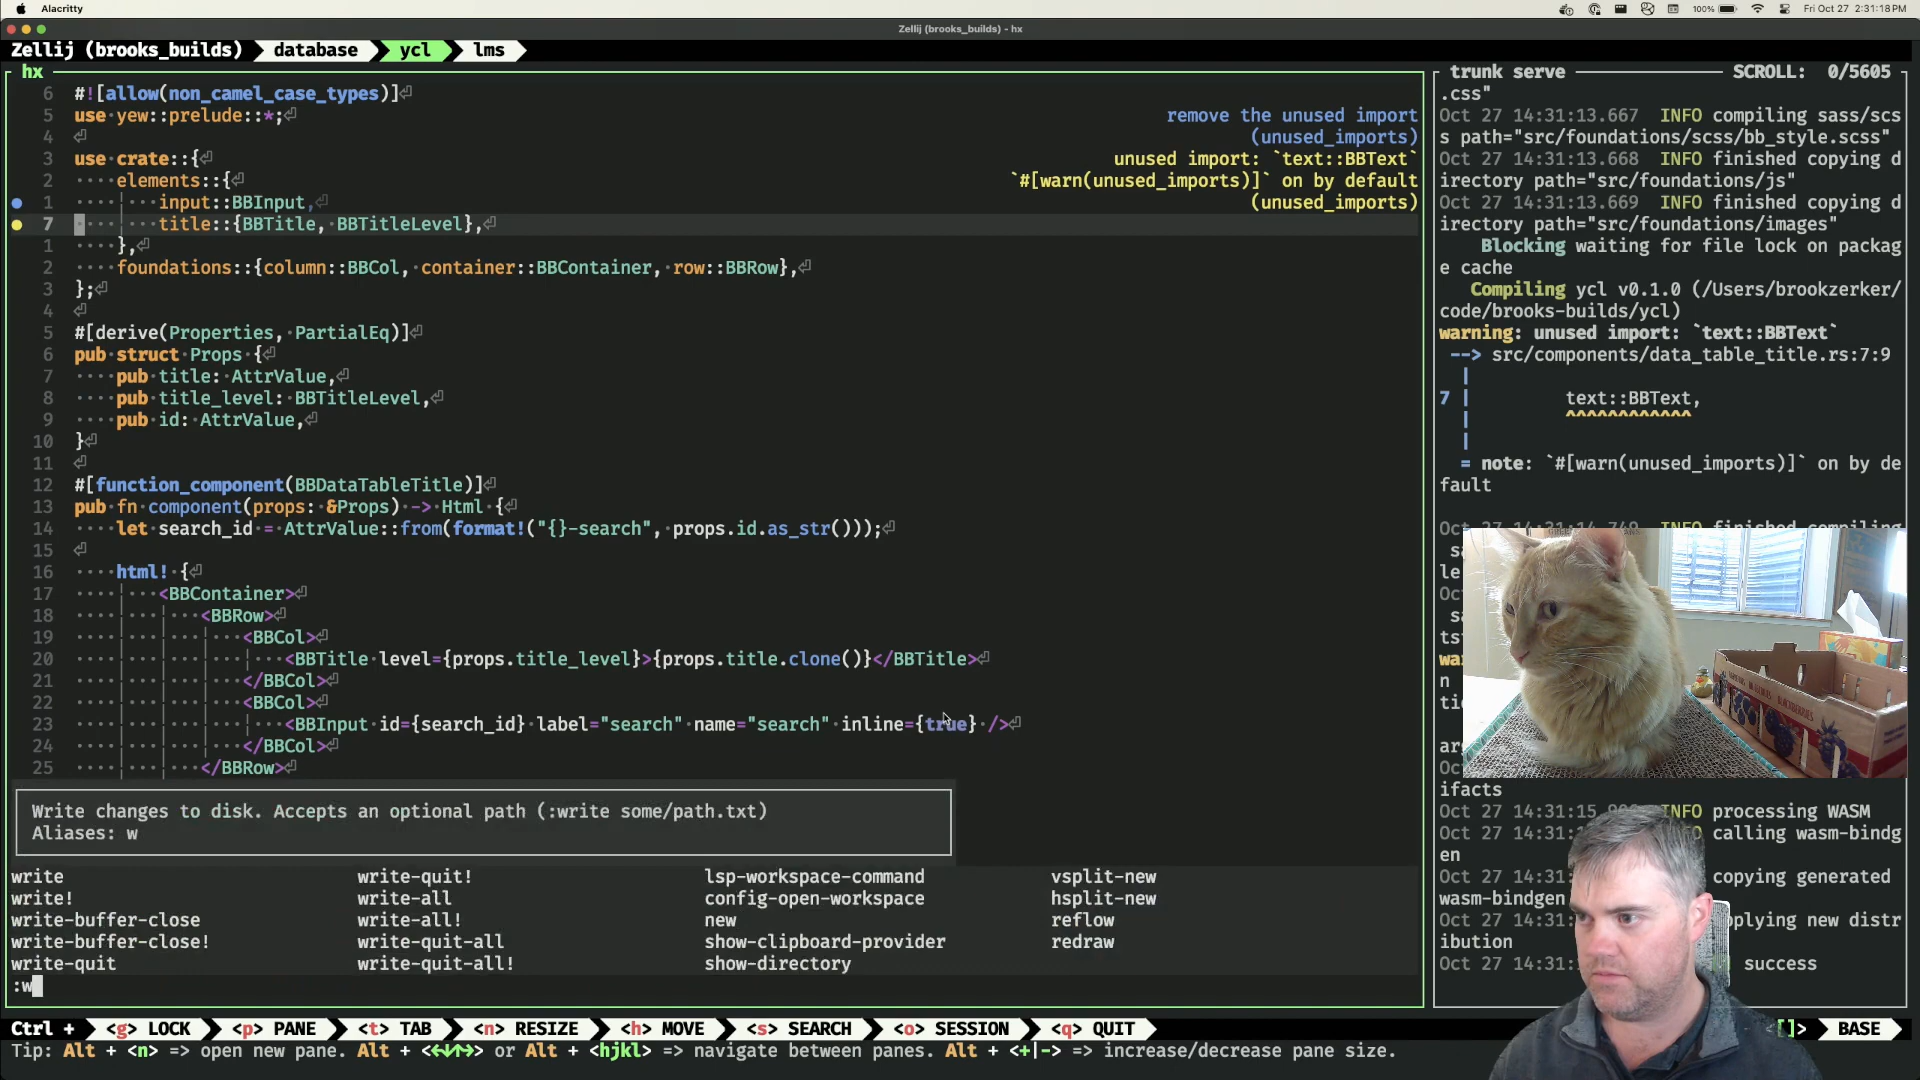 Alacritty
100%
Fri Oct 27 2:31:18 PM
Zellij (brooks_builds) - hx
Zellij (brooks_builds) database ycl lms
hx
6 #![allow(non_camel_case_types)]⏎
5 use·yew::prelude::*;⏎
4 ⏎
3 use·crate::{⏎
2 ····elements::{⏎
1 ····¦···input::BBInput,⏎
7 ····¦···title::{BBTitle,·BBTitleLevel},⏎
1 ····},⏎
2 ····foundations::{column::BBCol,·container::BBContainer,·row::BBRow},⏎
3 };⏎
4 ⏎
5 #[derive(Properties,·PartialEq)]⏎
6 pub·struct·Props·{⏎
7 ····pub·title:·AttrValue,⏎
8 ····pub·title_level:·BBTitleLevel,⏎
9 ····pub·id:·AttrValue,⏎
10 }⏎
11 ⏎
12 #[function_component(BBDataTableTitle)]⏎
13 pub·fn·component(props:·&Props)·->·Html·{⏎
14 ····let·search_id·=·AttrValue::from(format!("{}-search",·props.id.as_str()));⏎
15 ⏎
16 ····html!·{⏎
17 ····¦···<BBContainer>⏎
18 ····¦···¦···<BBRow>⏎
19 ····¦···¦···¦···<BBCol>⏎
20 ····¦···¦···¦···¦···<BBTitle·level={props.title_level}>{props.title.clone()}</BBTitle>⏎
21 ····¦···¦···¦···</BBCol>⏎
22 ····¦···¦···¦···<BBCol>⏎
23 ····¦···¦···¦···¦···<BBInput·id={search_id}·label="search"·name="search"·inline={true}·/>⏎
24 ····¦···¦···¦···</BBCol>⏎
25 ····¦···¦···</BBRow>⏎
remove the unused import
(unused_imports)
unused import: `text::BBText`
`#[warn(unused_imports)]` on by default
(unused_imports)
Write changes to disk. Accepts an optional path (:write some/path.txt)
Aliases: w
write write-quit! lsp-workspace-command vsplit-new
write! write-all config-open-workspace hsplit-new
write-buffer-close write-all! new reflow
write-buffer-close! write-quit-all show-clipboard-provider redraw
write-quit write-quit-all! show-directory
:w
trunk serve SCROLL: 0/5605
.css"
Oct 27 14:31:13.667 INFO compiling sass/scs
s path="src/foundations/scss/bb_style.scss"
Oct 27 14:31:13.668 INFO finished copying d
irectory path="src/foundations/js"
Oct 27 14:31:13.669 INFO finished copying d
irectory path="src/foundations/images"
Blocking waiting for file lock on packag
e cache
Compiling ycl v0.1.0 (/Users/brookzerker/
code/brooks-builds/ycl)
warning: unused import: `text::BBText`
--> src/components/data_table_title.rs:7:9
|
7 | text::BBText,
| ^^^^^^^^^^^^
|
= note: `#[warn(unused_imports)]` on by de
fault
Oct 27 14:31:14.749 INFO finished compiling
ifacts
Oct 27 14:31:15 INFO processing WASM
Oct 27 14:31: calling wasm-bindg
en
Oct 27 14:31: copying generated
wasm-bindgen
Oct 27 14:31: applying new distr
ibution
Oct 27 14:31: success
Ctrl + <g> LOCK <p> PANE <t> TAB <n> RESIZE <h> MOVE <s> SEARCH <o> SESSION <q> QUIT BASE
Tip: Alt + <n> => open new pane. Alt + <←↓↑→> or Alt + <hjkl> => navigate between panes. Alt + <+|-> => increase/decrease pane size.